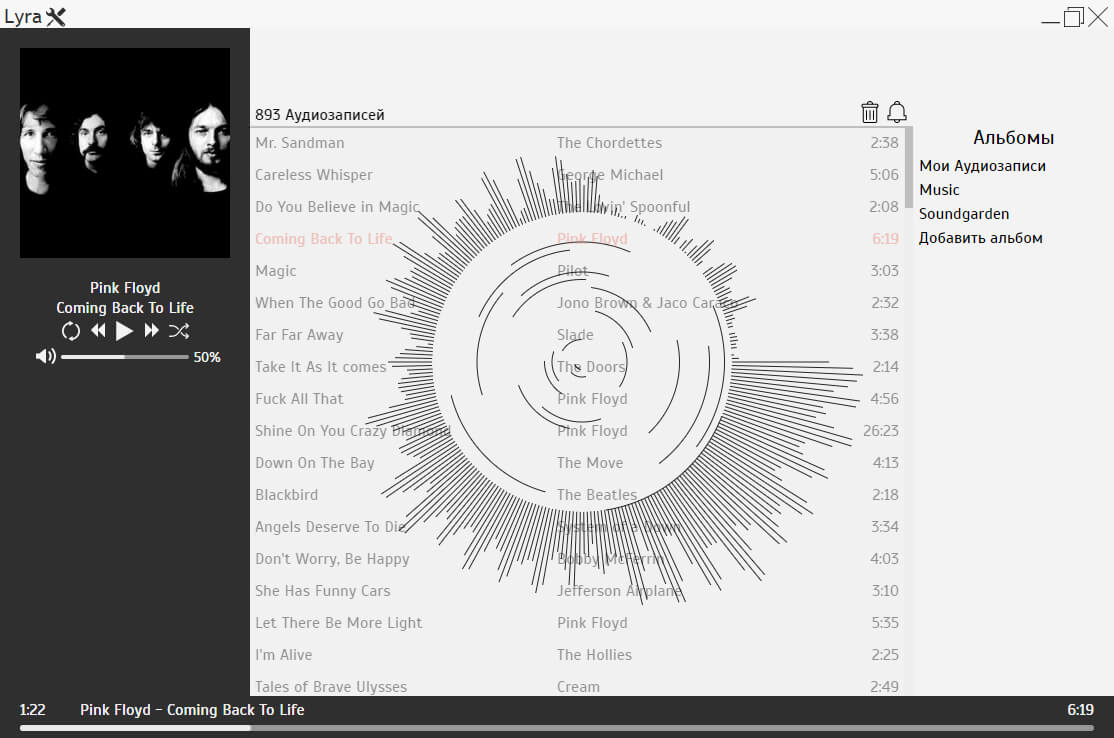 Lyra
Pink Floyd
Coming Back To Life
50%
893 Аудиозаписей
Mr. Sandman The Chordettes 2:38
Careless Whisper George Michael 5:06
Do You Believe in Magic The Lovin' Spoonful 2:08
Coming Back To Life Pink Floyd 6:19
Magic Pilot 3:03
When The Good Go Bad Jono Brown & Jaco Caraco 2:32
Far Far Away Slade 3:38
Take It As It comes The Doors 2:14
Fuck All That Pink Floyd 4:56
Shine On You Crazy Diamond Pink Floyd 26:23
Down On The Bay The Move 4:13
Blackbird The Beatles 2:18
Angels Deserve To Die System of e Down 3:54
Don't Worry, Be Happy Bobby McFerrin 4:03
She Has Funny Cars Jefferson Airplane 3:10
Let There Be More Light Pink Floyd 5:35
I'm Alive The Hollies 2:25
Tales of Brave Ulysses Cream 2:49
Альбомы
Мои Аудиозаписи
Music
Soundgarden
Добавить альбом
1:22 Pink Floyd - Coming Back To Life 6:19